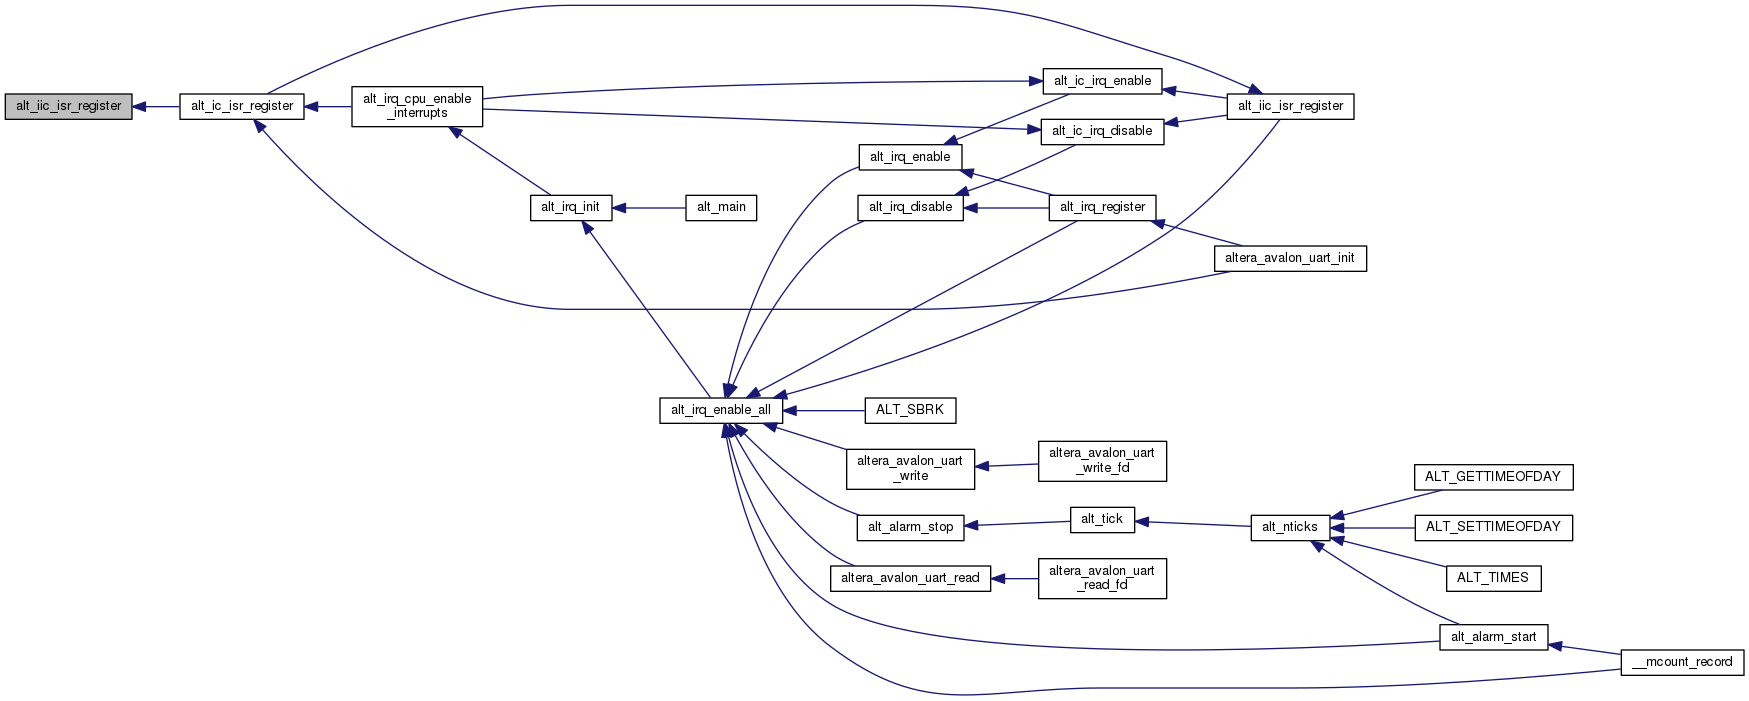 alt_iic_isr_register
alt_ic_isr_register
alt_irq_cpu_enable
_interrupts
alt_ic_irq_enable
alt_iic_isr_register
alt_ic_irq_disable
alt_irq_enable
alt_irq_init
alt_main
alt_irq_disable
alt_irq_register
altera_avalon_uart_init
alt_irq_enable_all
ALT_SBRK
altera_avalon_uart
_write
altera_avalon_uart
_write_fd
ALT_GETTIMEOFDAY
alt_alarm_stop
alt_tick
alt_nticks
ALT_SETTIMEOFDAY
altera_avalon_uart_read
altera_avalon_uart
_read_fd
ALT_TIMES
alt_alarm_start
__mcount_record